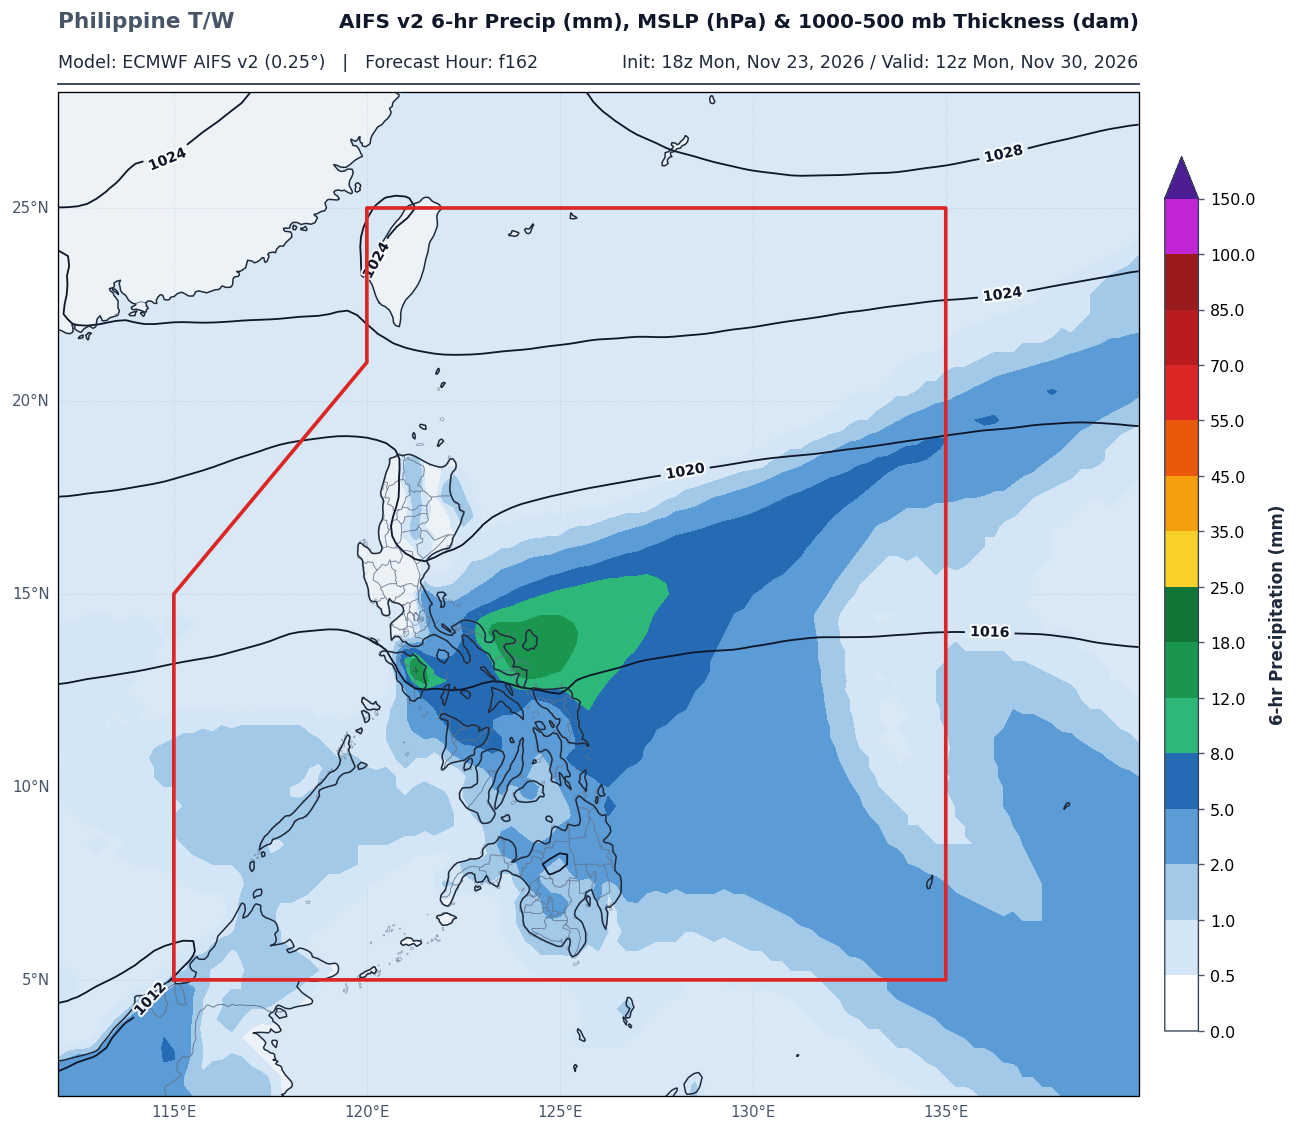 Philippine T/W
AIFS v2 6-hr Precip (mm), MSLP (hPa) & 1000-500 mb Thickness (dam)
Model: ECMWF AIFS v2 (0.25°) | Forecast Hour: f162
Init: 18z Mon, Nov 23, 2026 / Valid: 12z Mon, Nov 30, 2026
1024
1028
1024
1024
1020
1016
1012
25°N
20°N
15°N
10°N
5°N
115°E
120°E
125°E
130°E
135°E
150.0
100.0
85.0
70.0
55.0
45.0
35.0
25.0
18.0
12.0
8.0
5.0
2.0
1.0
0.5
0.0
6-hr Precipitation (mm)